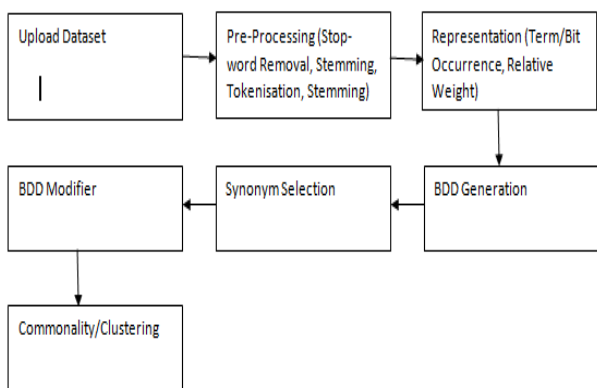 Upload Dataset
Pre-Processing (Stop-
word Removal, Stemming,
Tokenisation, Stemming)
Representation (Term/Bit
Occurrence, Relative
Weight)
BDD Generation
Synonym Selection
BDD Modifier
Commonality/Clustering